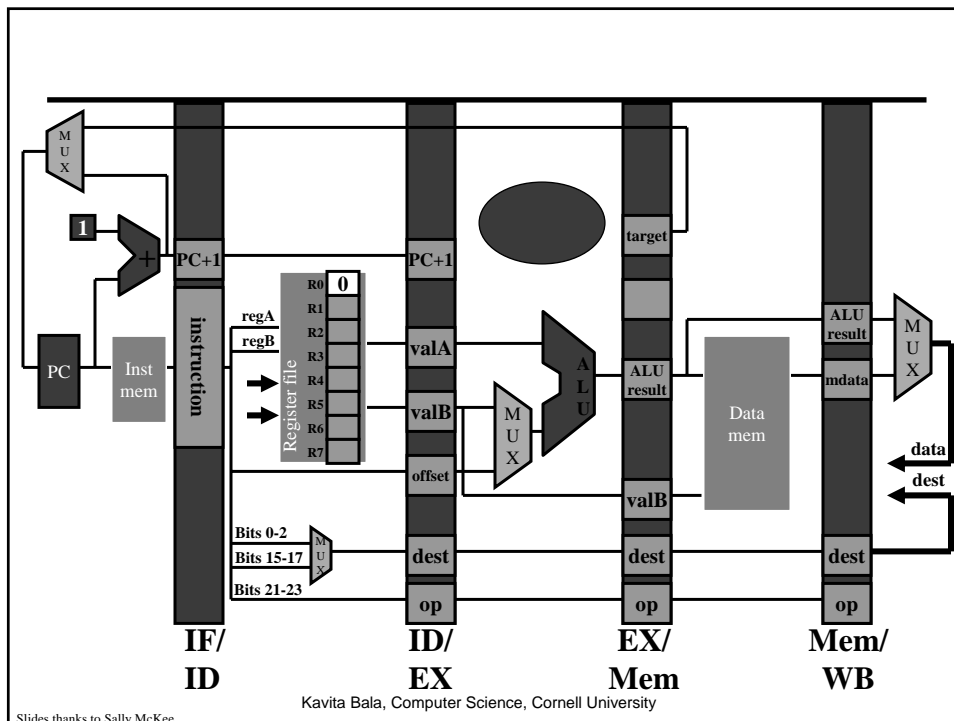 M
U
X
1
+
target
PC+1
PC+1
R0 0
R1
R2
R3
R4
R5
R6
R7
regA
regB
Register file
PC
Inst
mem
instruction
valA
valB
offset
M
U
X
A
L
U
ALU
result
Data
mem
valB
ALU
result
mdata
M
U
X
data
dest
Bits 0-2
Bits 15-17
Bits 21-23
M
U
X
dest
dest
dest
op
op
op
IF/
ID
ID/
EX
EX/
Mem
Mem/
WB
Kavita Bala, Computer Science, Cornell University
Slides thanks to Sally McKee